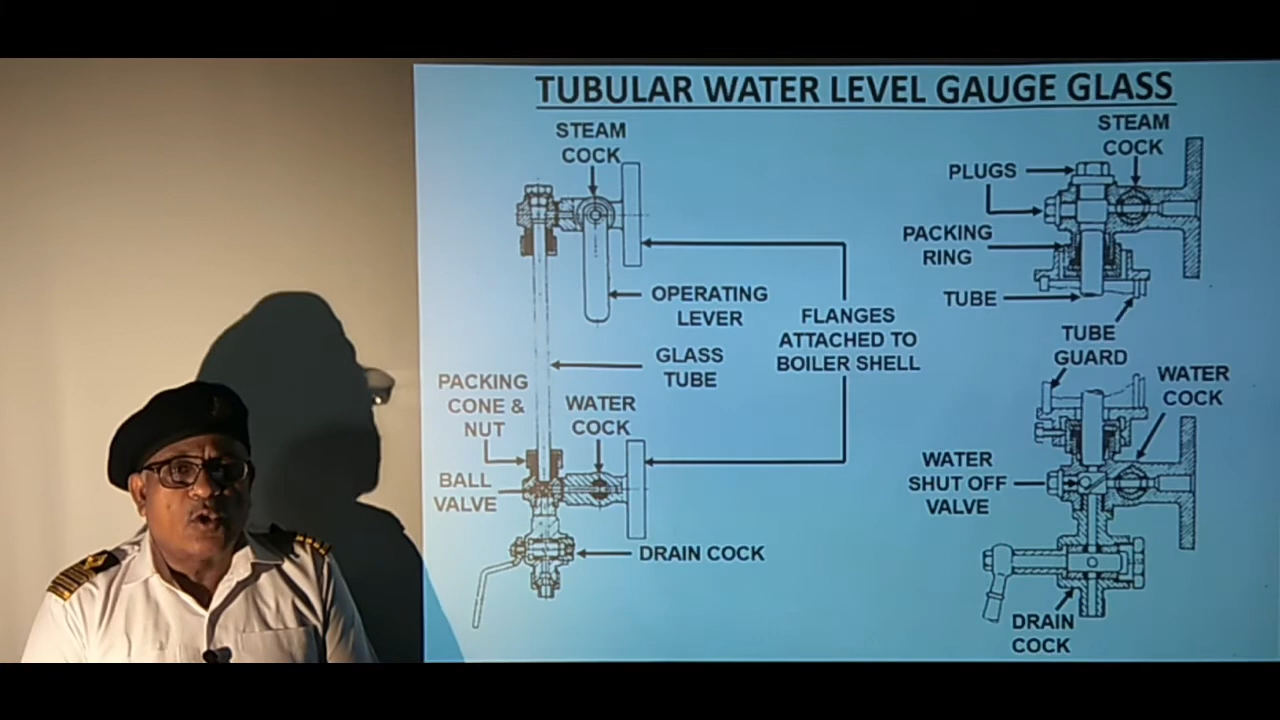 TUBULAR WATER LEVEL GAUGE GLASS
STEAM
COCK
OPERATING
LEVER
GLASS
TUBE
PACKING
CONE &
NUT
WATER
COCK
BALL
VALVE
DRAIN COCK
FLANGES
ATTACHED TO
BOILER SHELL
STEAM
COCK
PLUGS
PACKING
RING
TUBE
TUBE
GUARD
WATER
COCK
WATER
SHUT OFF
VALVE
DRAIN
COCK